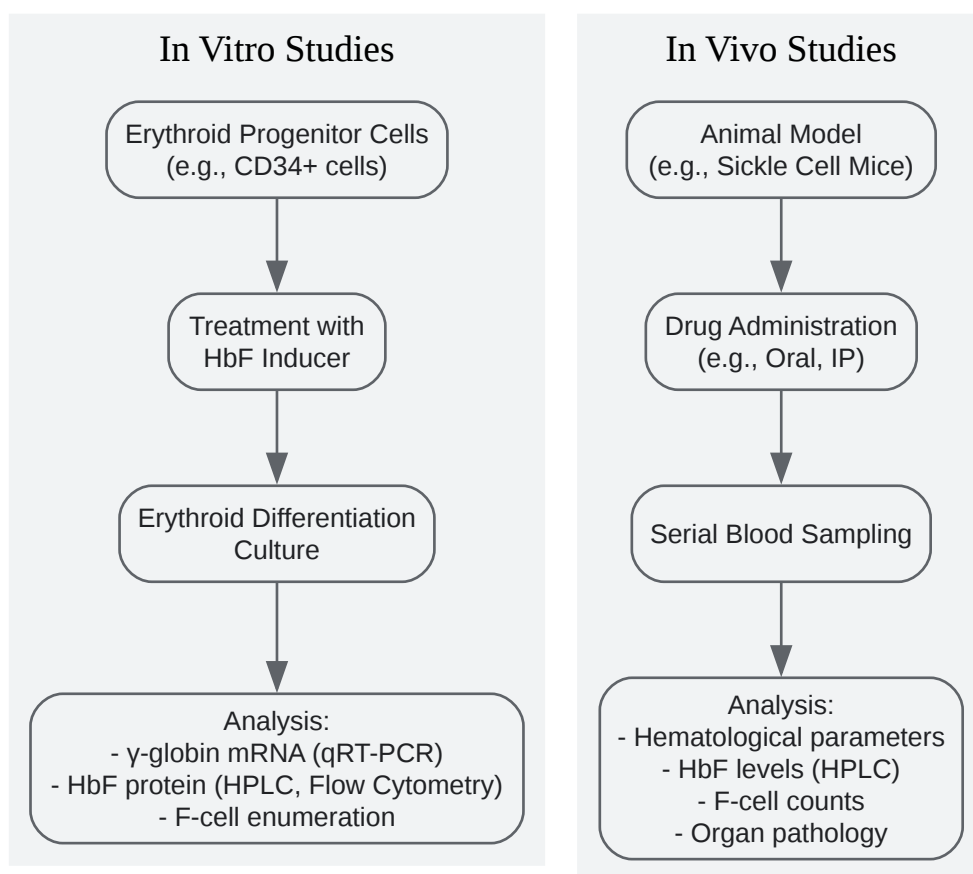 In Vitro Studies
Erythroid Progenitor Cells
(e.g., CD34+ cells)
Treatment with
HbF Inducer
Erythroid Differentiation
Culture
Analysis:
- γ-globin mRNA (qRT-PCR)
- HbF protein (HPLC, Flow Cytometry)
- F-cell enumeration
In Vivo Studies
Animal Model
(e.g., Sickle Cell Mice)
Drug Administration
(e.g., Oral, IP)
Serial Blood Sampling
Analysis:
- Hematological parameters
- HbF levels (HPLC)
- F-cell counts
- Organ pathology